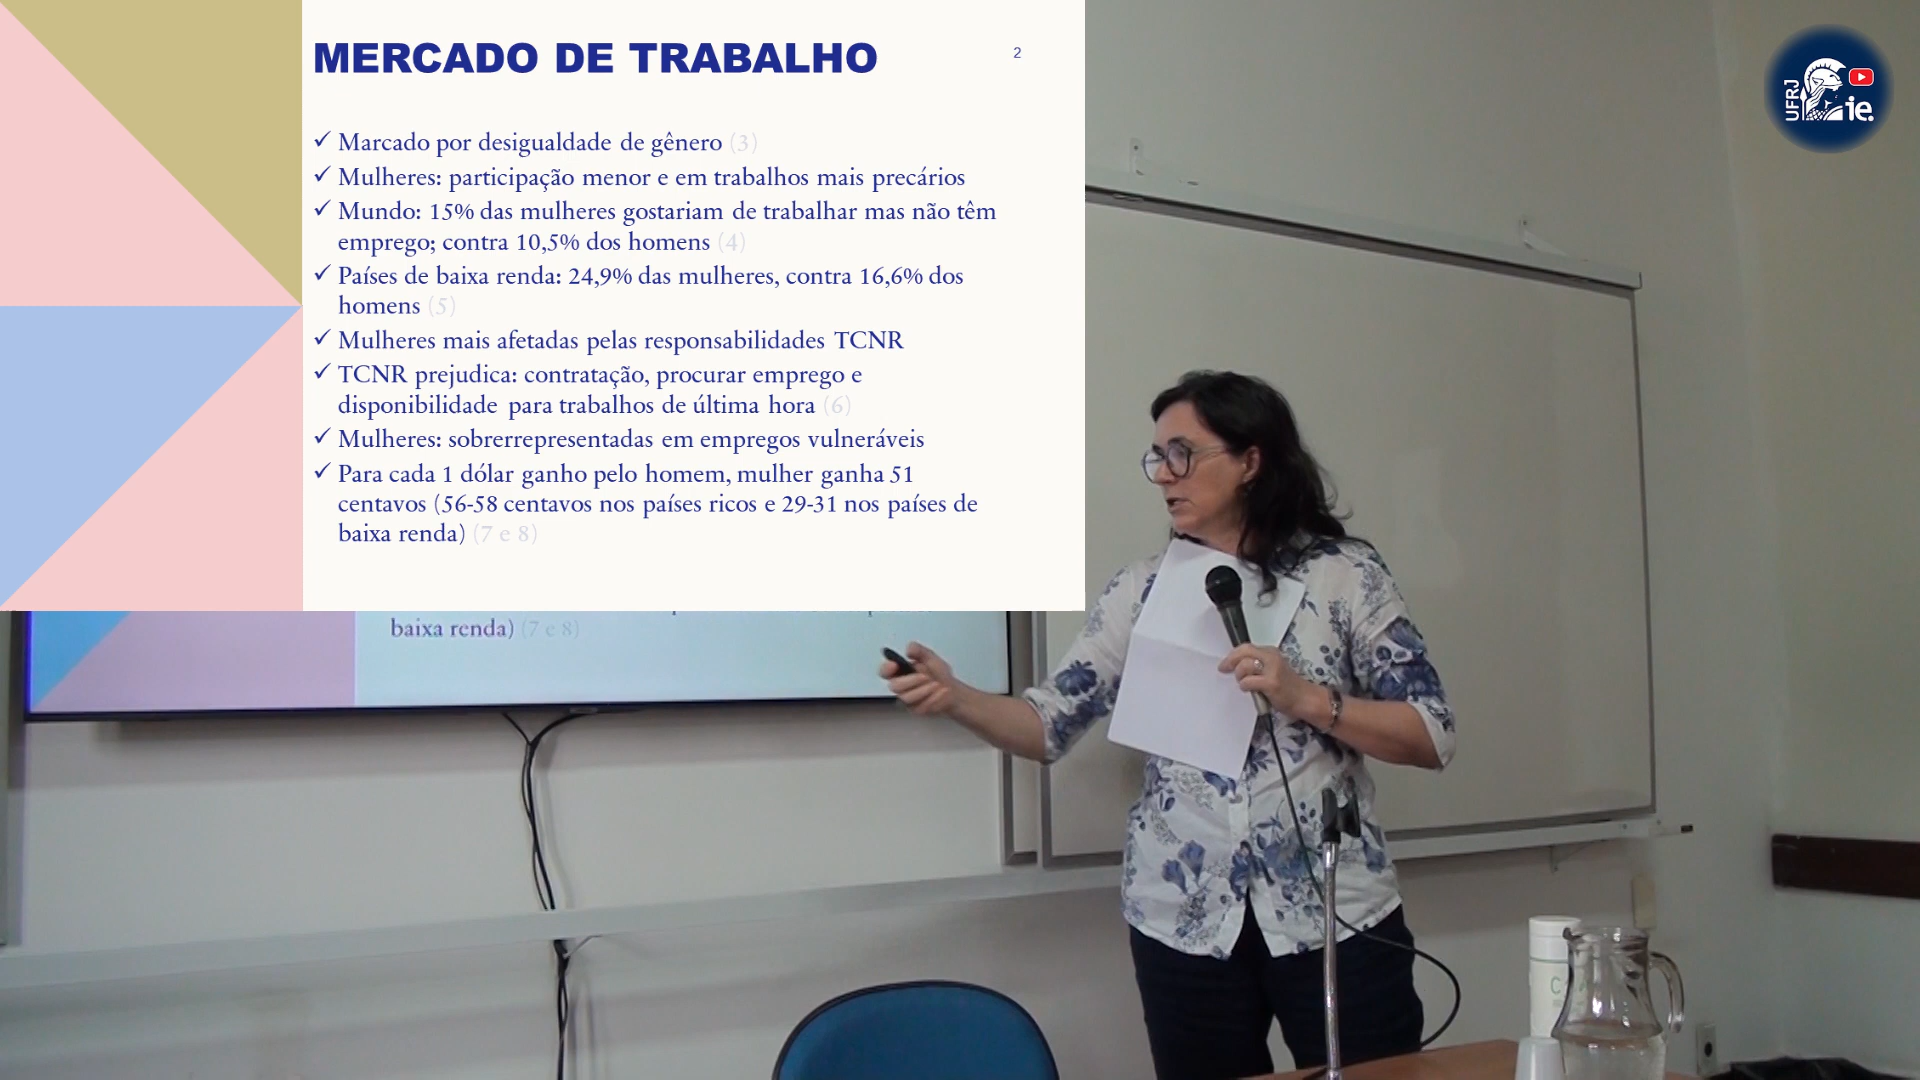 MERCADO DE TRABALHO
2
✓ Marcado por desigualdade de gênero (3)
✓ Mulheres: participação menor e em trabalhos mais precários
✓ Mundo: 15% das mulheres gostariam de trabalhar mas não têm
emprego; contra 10,5% dos homens (4)
✓ Países de baixa renda: 24,9% das mulheres, contra 16,6% dos
homens (5)
✓ Mulheres mais afetadas pelas responsabilidades TCNR
✓ TCNR prejudica: contratação, procurar emprego e
disponibilidade para trabalhos de última hora (6)
✓ Mulheres: sobrerrepresentadas em empregos vulneráveis
✓ Para cada 1 dólar ganho pelo homem, mulher ganha 51
centavos (56-58 centavos nos países ricos e 29-31 nos países de
baixa renda) (7 e 8)
baixa renda) (7 e 8)
UFRJ
ie.